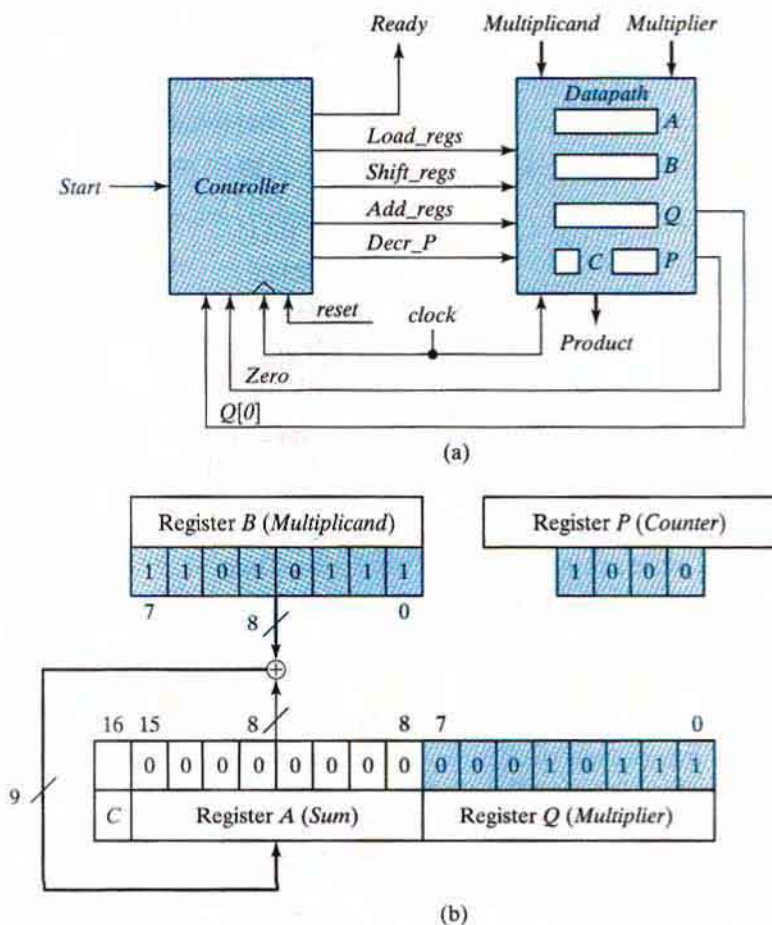 Ready
Multiplicand
Multiplier
Datapath
A
Load_regs
B
Shift_regs
Start
Controller
Add_regs
Q
Decr_P
C
P
reset
clock
Product
Zero
Q[0]
(a)
Register B (Multiplicand)
Register P (Counter)
1 1 0 1 0 1 1 1
1 0 0 0
7 8 0
16 15 8 8 7 0
0 0 0 0 0 0 0 0 0 0 0 1 0 1 1 1
9
C
Register A (Sum)
Register Q (Multiplier)
(b)